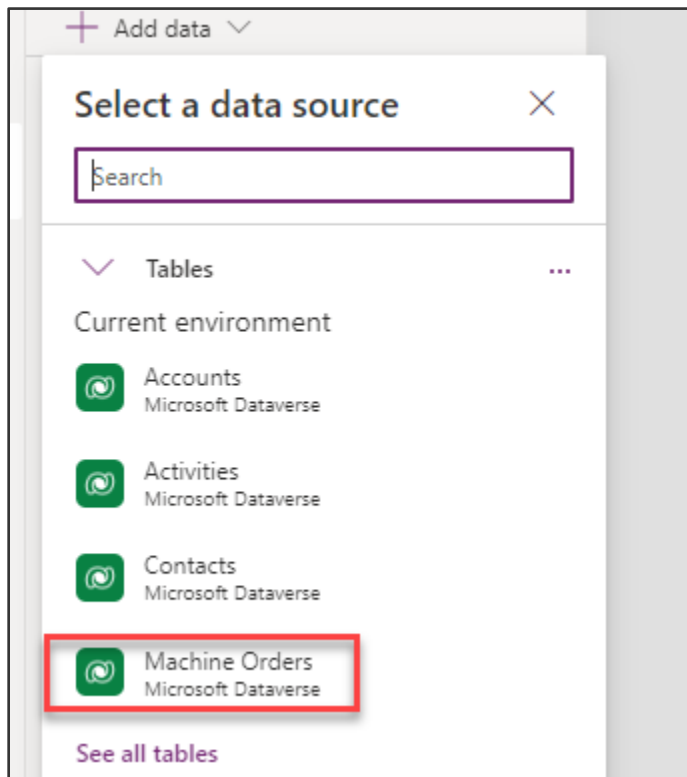 Add data
Select a data source
Search
Tables
...
Current environment
Accounts
Microsoft Dataverse
Activities
Microsoft Dataverse
Contacts
Microsoft Dataverse
Machine Orders
Microsoft Dataverse
See all tables